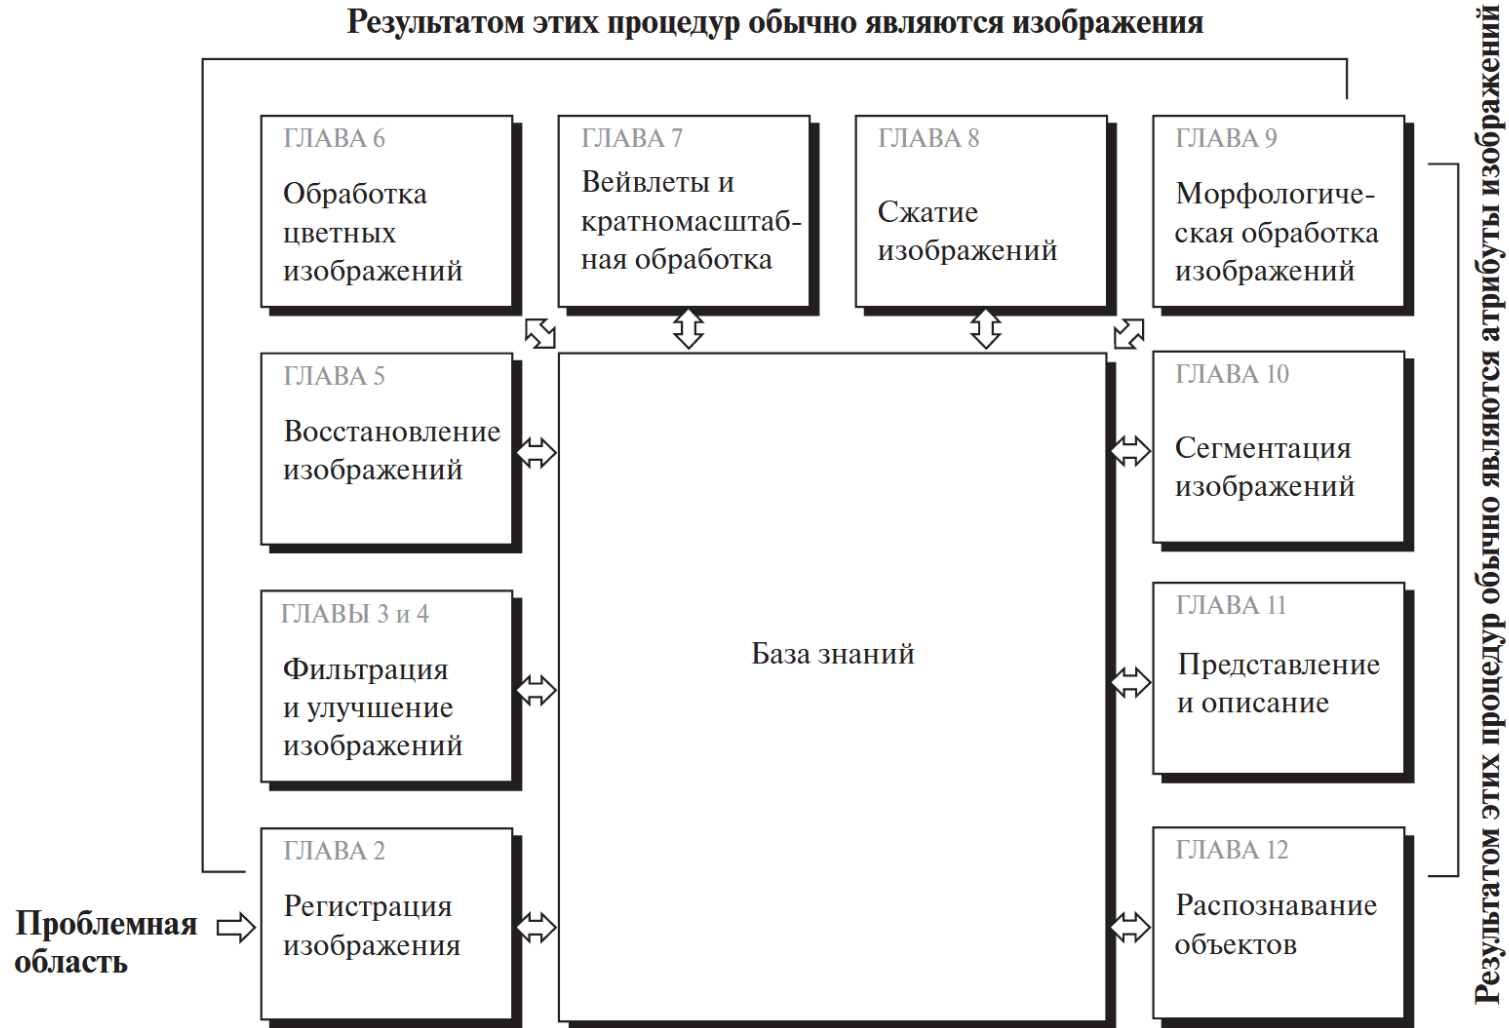 Результатом этих процедур обычно являются изображения
ГЛАВА 6
Обработка
цветных
изображений
ГЛАВА 7
Вейвлеты и
кратномасштаб-
ная обработка
ГЛАВА 8
Сжатие
изображений
ГЛАВА 9
Морфологиче-
ская обработка
изображений
ГЛАВА 5
Восстановление
изображений
ГЛАВА 10
Сегментация
изображений
ГЛАВЫ 3 и 4
Фильтрация
и улучшение
изображений
База знаний
ГЛАВА 11
Представление
и описание
ГЛАВА 2
Регистрация
изображения
ГЛАВА 12
Распознавание
объектов
Проблемная
область
Результатом этих процедур обычно являются атрибуты изображений